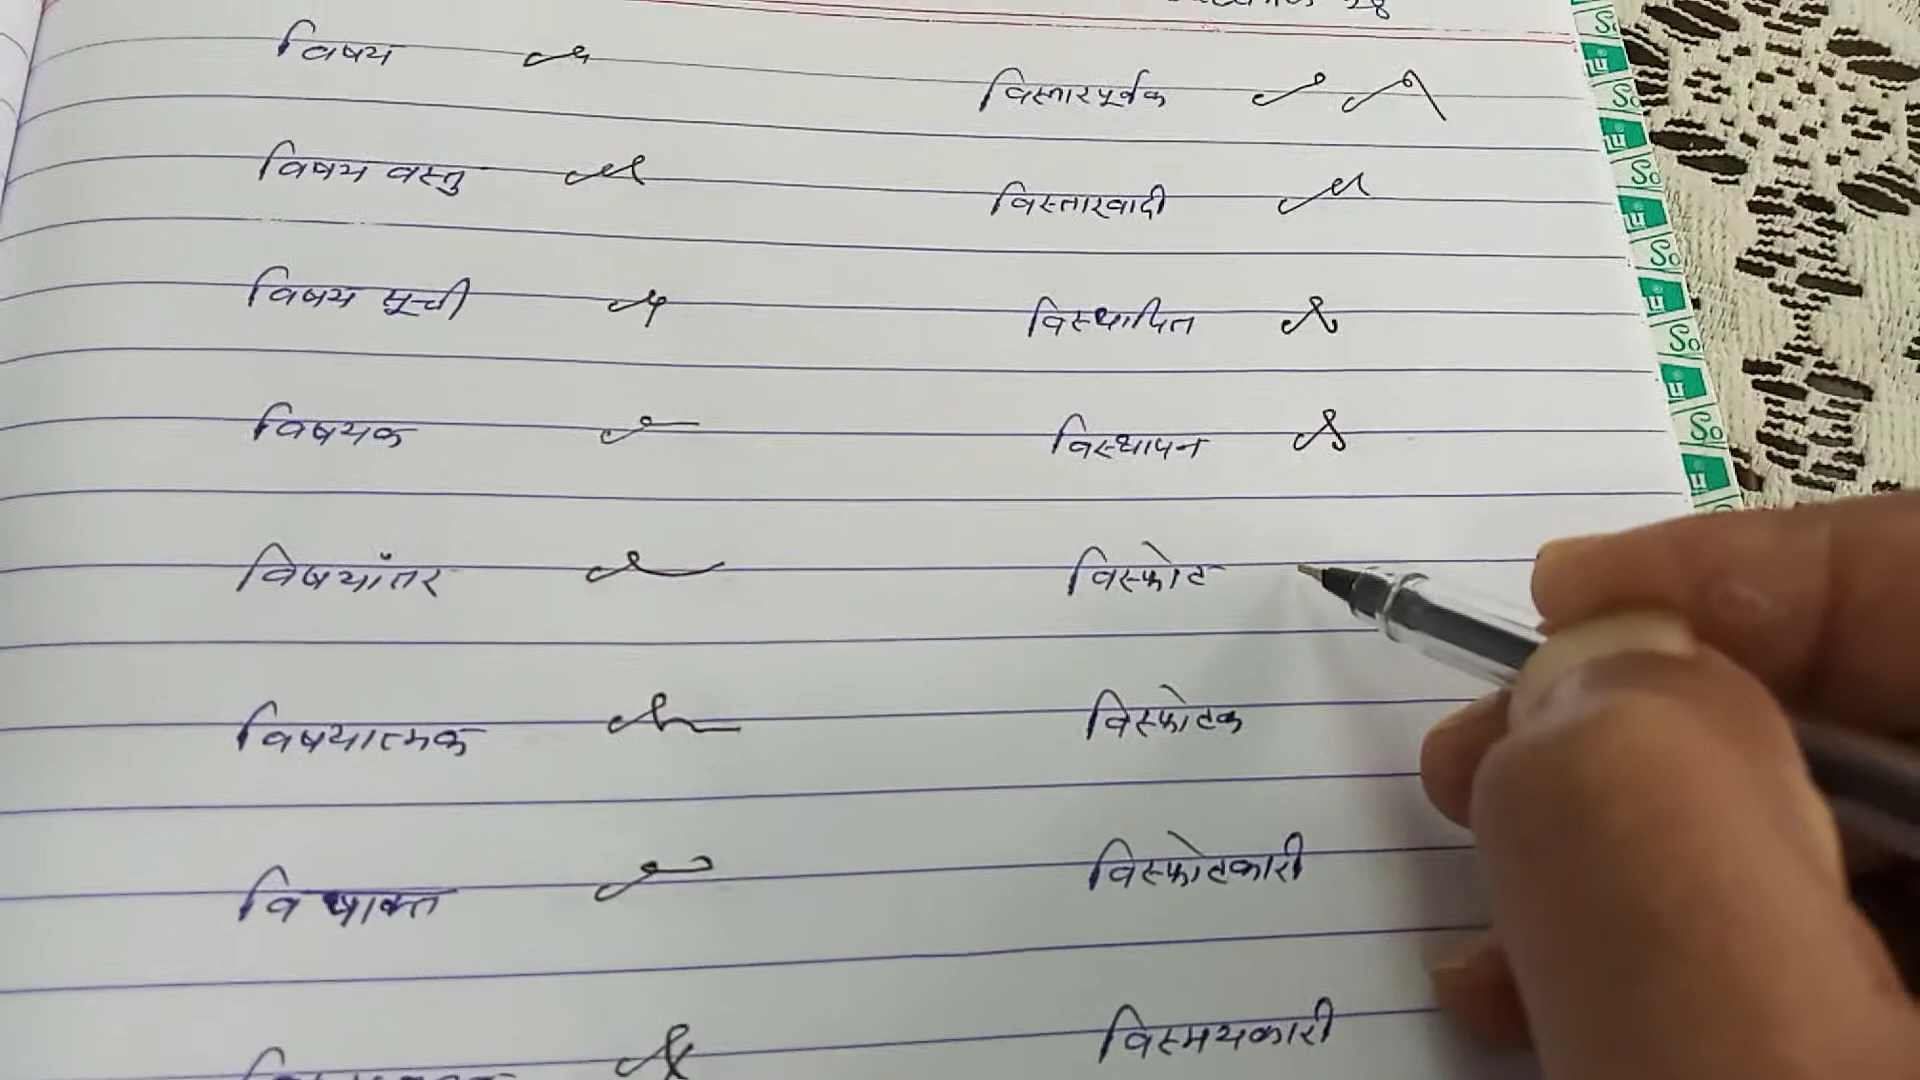 विषय
विषय वस्तु
विषय सूची
विषयक
विषयाँतर
विषयात्मक
विषाक्त
विस्तारपूर्वक
विस्तारवादी
विस्थापित
विस्थापन
विस्फोट
विस्फोटक
विस्फोटकारी
विस्मयकारी